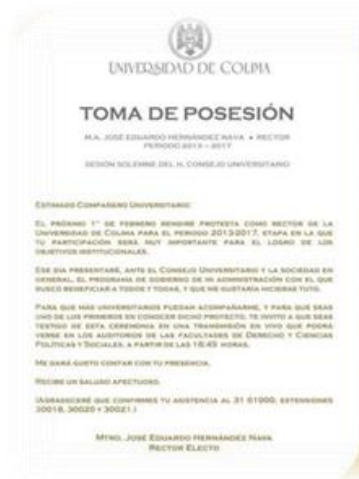 UNIVERSIDAD DE COLIMA
TOMA DE POSESIÓN
M.A. JOSÉ EDUARDO HERNÁNDEZ NAVA • RECTOR
PERIODO 2013 – 2017
SESIÓN SOLEMNE DEL H. CONSEJO UNIVERSITARIO
ESTIMADO COMPAÑERO UNIVERSITARIO:
EL PRÓXIMO 1° DE FEBRERO RENDIRÉ PROTESTA COMO RECTOR DE LA
UNIVERSIDAD DE COLIMA PARA EL PERIODO 2013-2017, ETAPA EN LA QUE
TU PARTICIPACIÓN SERÁ MUY IMPORTANTE PARA EL LOGRO DE LOS
OBJETIVOS INSTITUCIONALES.
ESE DÍA PRESENTARÉ, ANTE EL CONSEJO UNIVERSITARIO Y LA SOCIEDAD EN
GENERAL, EL PROGRAMA DE GOBIERNO DE MI ADMINISTRACIÓN CON EL QUE
BUSCO BENEFICIAR A TODOS Y TODAS, Y QUE ME GUSTARÍA HICIERAS TUYO.
PARA QUE MÁS UNIVERSITARIOS PUEDAN ACOMPAÑARME, Y PARA QUE SEAS
UNO DE LOS PRIMEROS EN CONOCER DICHO PROYECTO, TE INVITO A QUE SEAS
TESTIGO DE ESTA CEREMONIA EN UNA TRANSMISIÓN EN VIVO QUE PODRÁ
VERSE EN LOS AUDITORIOS DE LAS FACULTADES DE DERECHO Y CIENCIAS
POLÍTICAS Y SOCIALES, A PARTIR DE LAS 18:45 HORAS.
ME DARÁ GUSTO CONTAR CON TU PRESENCIA.
RECIBE UN SALUDO AFECTUOSO.
(AGRADECERÉ QUE CONFIRMES TU ASISTENCIA AL 31 61000, EXTENSIONES
30018, 30020 Y 30021.)
MTRO. JOSÉ EDUARDO HERNÁNDEZ NAVA
RECTOR ELECTO